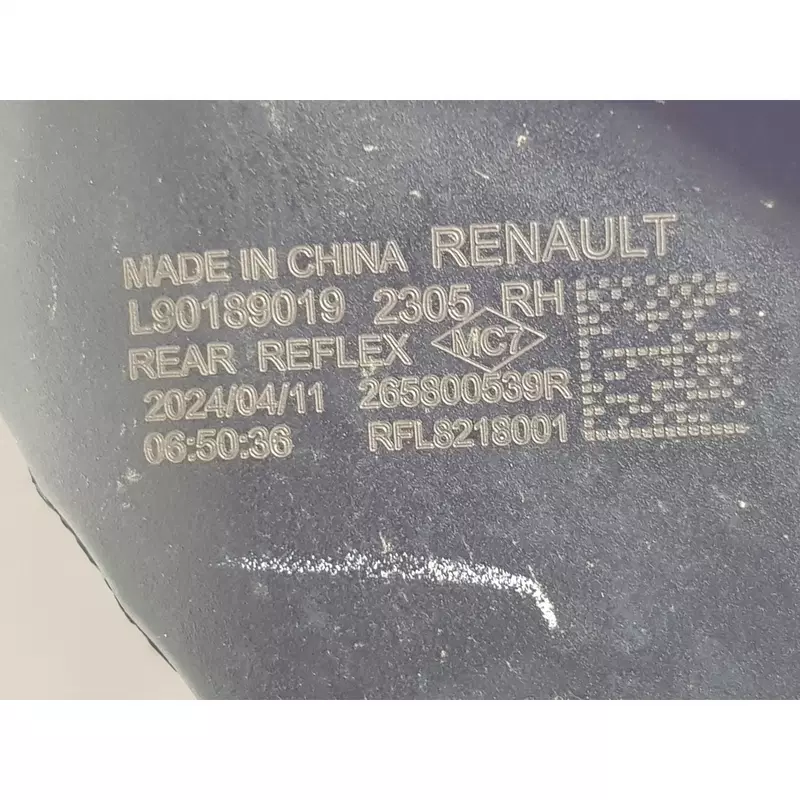 MADE IN CHINA RENAULT
L90189019 2305 RH
REAR REFLEX MC7
2024/04/11 265800539R
06:50:36 RFL8218001